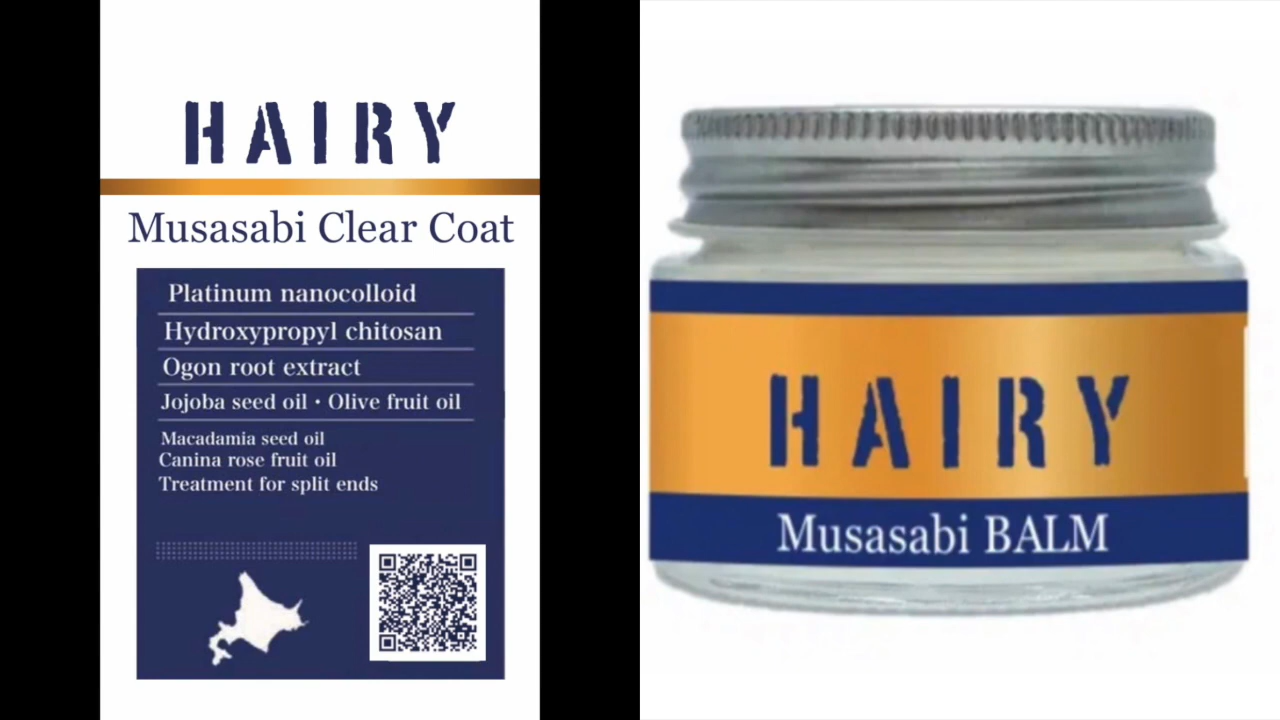 HAIRY
Musasabi Clear Coat
Platinum nanocolloid
Hydroxypropyl chitosan
Ogon root extract
Jojoba seed oil・Olive fruit oil
Macadamia seed oil
Canina rose fruit oil
Treatment for split ends
HAIRY
Musasabi BALM